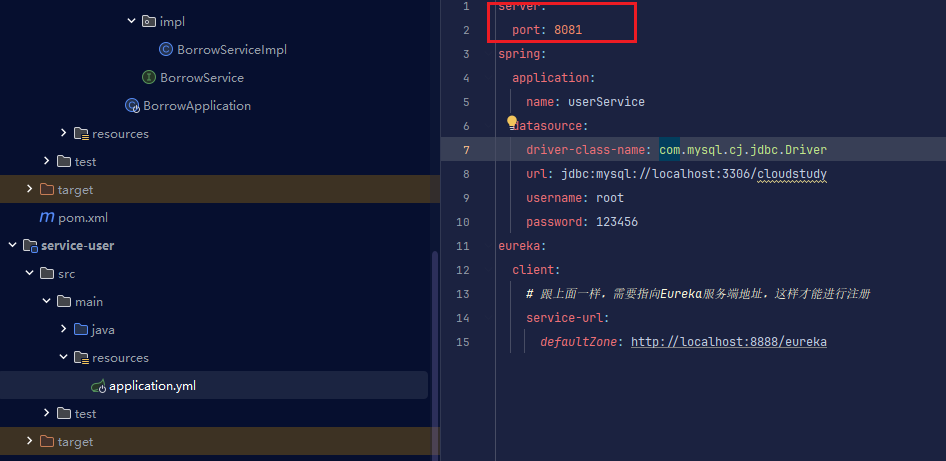 impl
BorrowServiceImpl
BorrowService
BorrowApplication
resources
test
target
pom.xml
service-user
src
main
java
resources
application.yml
test
target
1 server:
2 port: 8081
3 spring:
4 application:
5 name: userService
6 datasource:
7 driver-class-name: com.mysql.cj.jdbc.Driver
8 url: jdbc:mysql://localhost:3306/cloudstudy
9 username: root
10 password: 123456
11 eureka:
12 client:
13 # 跟上面一样，需要指向Eureka服务端地址，这样才能进行注册
14 service-url:
15 defaultZone: http://localhost:8888/eureka